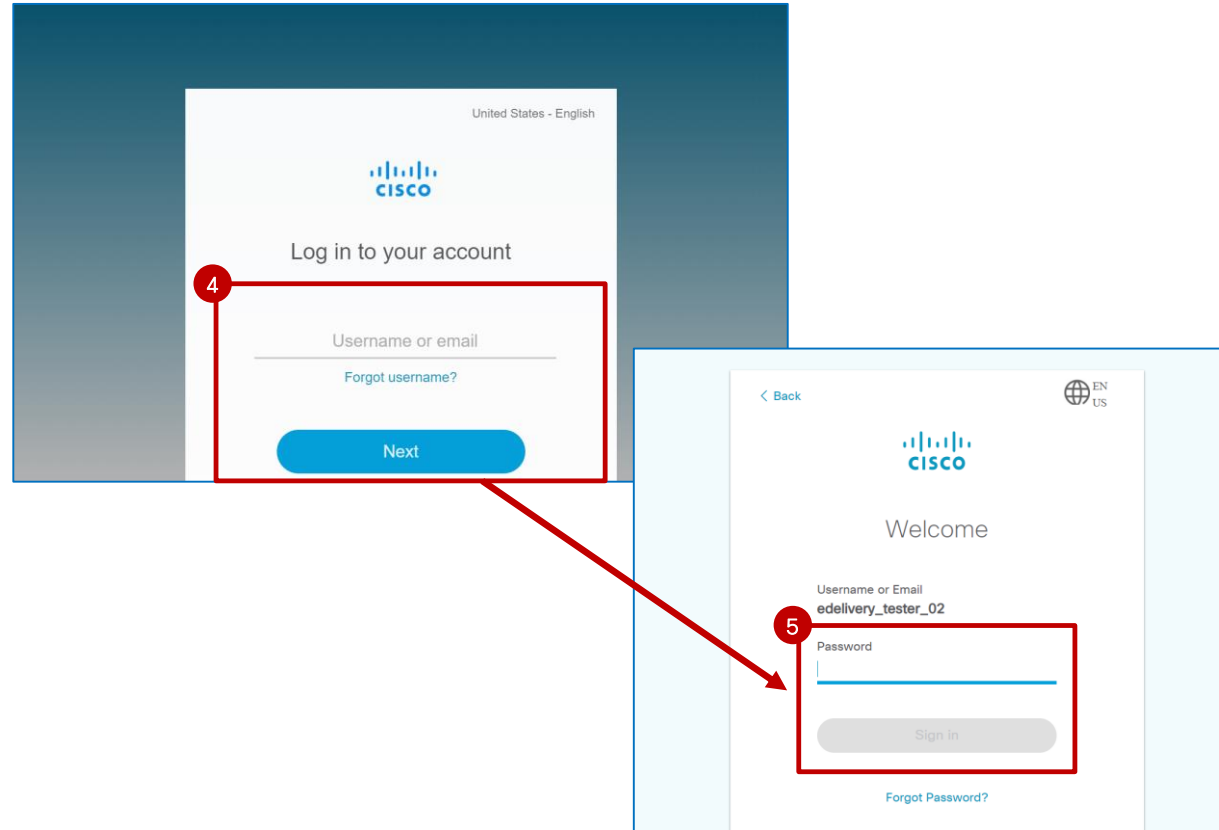 United States - English
CISCO
Log in to your account
4
Username or email
Forgot username?
Next
< Back
EN
US
CISCO
Welcome
Username or Email
edelivery_tester_02
5
Password
Sign in
Forgot Password?